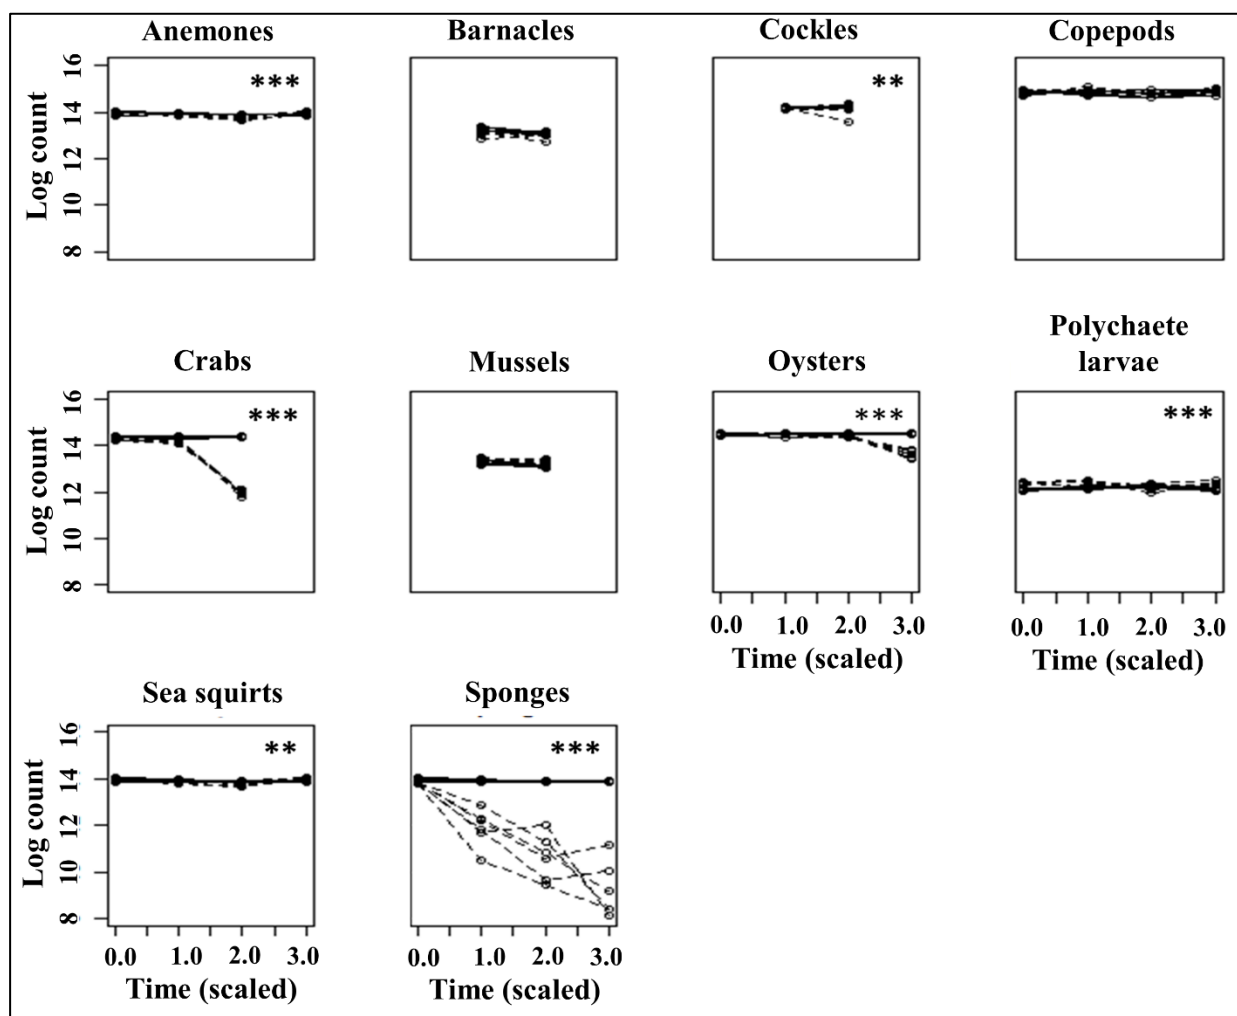 Anemones Barnacles Cockles Copepods
Log count
16
14
12
10
8
***
**
Polychaete
larvae
Crabs Mussels Oysters
Log count
16
14
12
10
8
***
***
***
0.0 1.0 2.0 3.0
Time (scaled)
0.0 1.0 2.0 3.0
Time (scaled)
Sea squirts Sponges
Log count
16
14
12
10
8
**
***
0.0 1.0 2.0 3.0
Time (scaled)
0.0 1.0 2.0 3.0
Time (scaled)